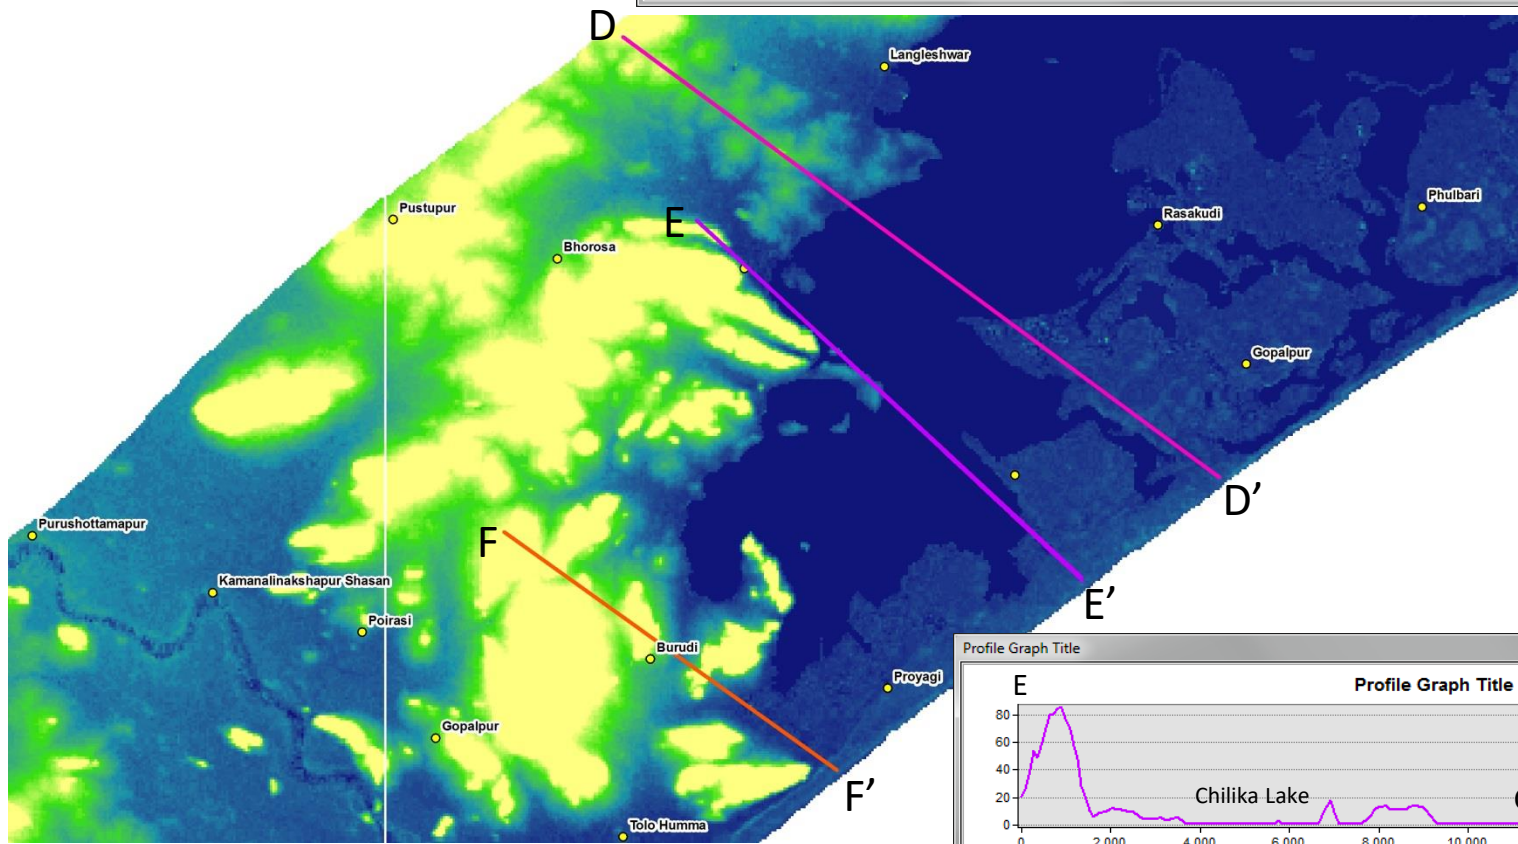 D
Langleshwar
Phulbari
Pustupur
Rasakudi
E
Bhorosa
Gopalpur
D’
Purushottamapur
F
Kamanalinakshapur Shasan
E’
Poirasi
Burudi
Proyagi
Gopalpur
F’
Tolo Humma
Profile Graph Title
E
Profile Graph Title
80
60
40
20
0
Chilika Lake
0 2,000 4,000 6,000 8,000 10,000